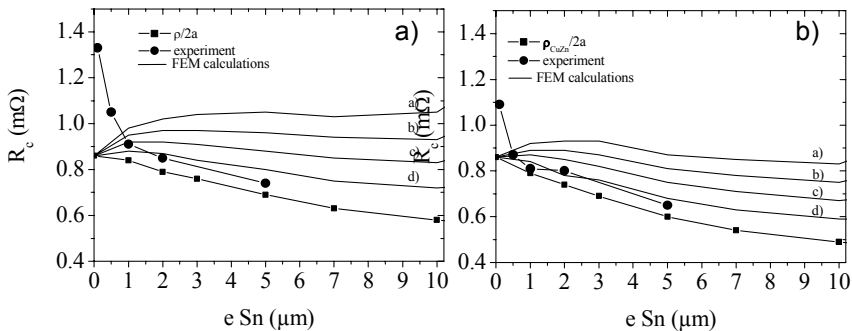 a)
ρ/2a
experiment
FEM calculations
1.4
1.2
1.0
0.8
0.6
0.4
R_c (mΩ)
a)
b)
c)
d)
0 1 2 3 4 5 6 7 8 9 10
e Sn (μm)
b)
ρ_CuZn/2a
experiment
FEM calculations
1.4
1.2
1.0
0.8
0.6
0.4
R_c (mΩ)
a)
b)
c)
d)
0 1 2 3 4 5 6 7 8 9 10
e Sn (μm)